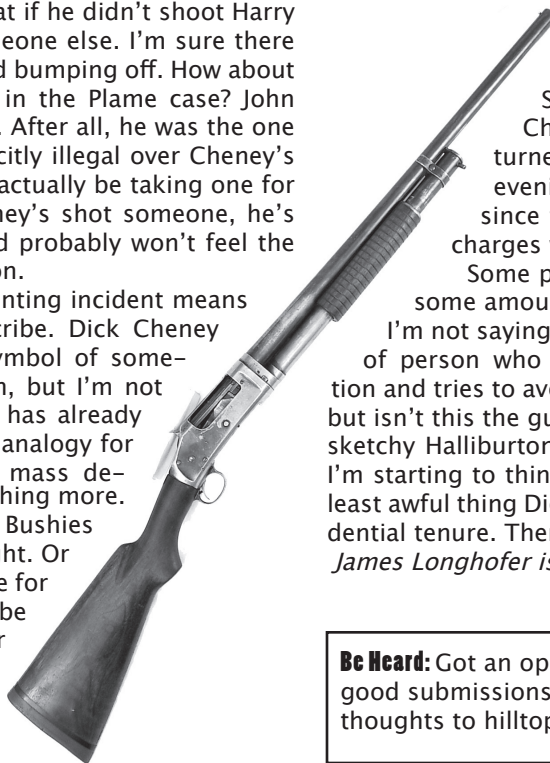 at if he didn't shoot Harry
eone else. I'm sure there
d bumping off. How about
in the Plame case? John
. After all, he was the one
citly illegal over Cheney's
actually be taking one for
ney's shot someone, he's
d probably won't feel the
on.
nting incident means
cribe. Dick Cheney
ymbol of some-
n, but I'm not
has already
analogy for
mass de-
hing more.
Bushies
ht. Or
e for
be
r
S
Ch
turne
eveni
since
charges
Some p
some amou
I'm not saying
of person who
tion and tries to avo
but isn't this the gu
sketchy Halliburton
I'm starting to thin
least awful thing Di
dential tenure. The
James Longhofer is
Be Heard: Got an op
good submissions
thoughts to hilltop